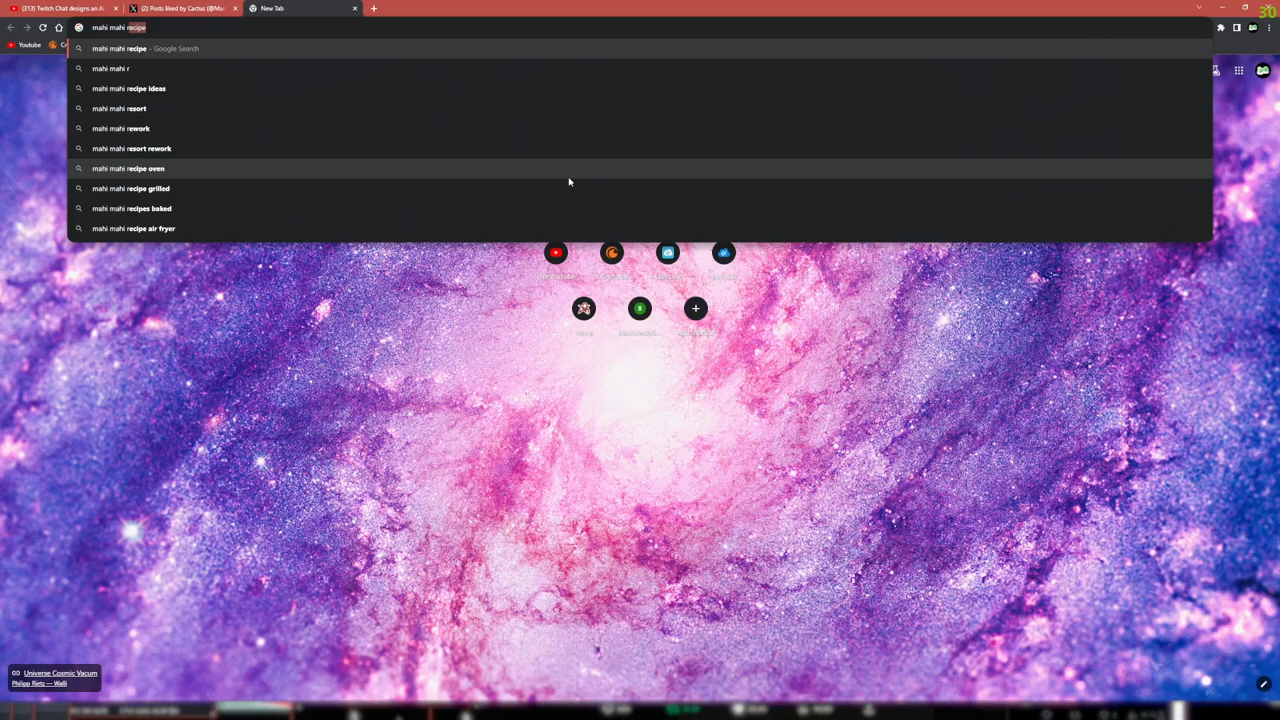 (313) Twitch Chat designs an AI
(2) Posts liked by Cactus (@Mar
New Tab
30
mahi mahi recipe
Youtube
mahi mahi recipe - Google Search
mahi mahi r
mahi mahi recipe ideas
mahi mahi resort
mahi mahi rework
mahi mahi resort rework
mahi mahi recipe oven
mahi mahi recipe grilled
mahi mahi recipes baked
mahi mahi recipe air fryer
Universe Cosmic Vacum
Philipp Rietz — Walli